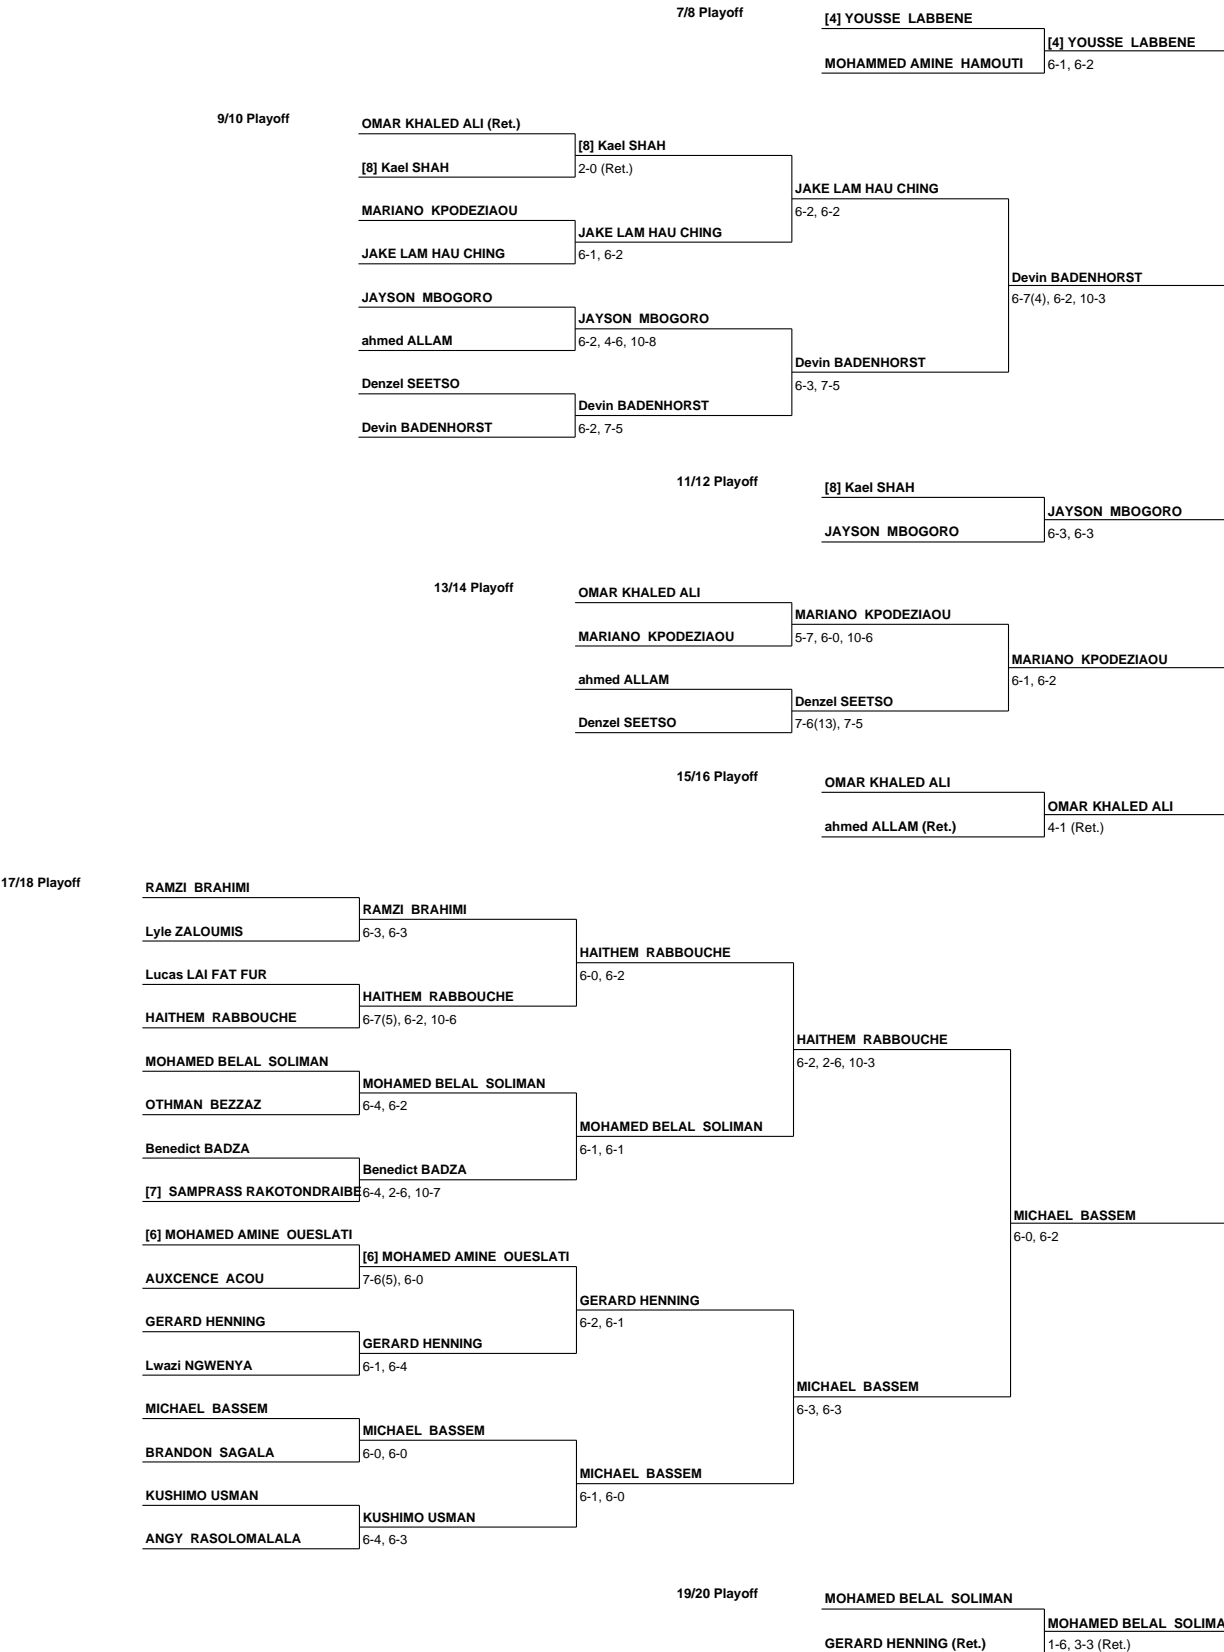 7/8 Playoff
[4] YOUSSE LABBENE
[4] YOUSSE LABBENE
MOHAMMED AMINE HAMOUTI
6-1, 6-2
9/10 Playoff
OMAR KHALED ALI (Ret.)
[8] Kael SHAH
[8] Kael SHAH
2-0 (Ret.)
JAKE LAM HAU CHING
6-2, 6-2
MARIANO KPODEZIAOU
JAKE LAM HAU CHING
JAKE LAM HAU CHING
6-1, 6-2
Devin BADENHORST
6-7(4), 6-2, 10-3
JAYSON MBOGORO
JAYSON MBOGORO
ahmed ALLAM
6-2, 4-6, 10-8
Devin BADENHORST
6-3, 7-5
Denzel SEETSO
Devin BADENHORST
Devin BADENHORST
6-2, 7-5
11/12 Playoff
[8] Kael SHAH
JAYSON MBOGORO
JAYSON MBOGORO
6-3, 6-3
13/14 Playoff
OMAR KHALED ALI
MARIANO KPODEZIAOU
MARIANO KPODEZIAOU
5-7, 6-0, 10-6
MARIANO KPODEZIAOU
6-1, 6-2
ahmed ALLAM
Denzel SEETSO
Denzel SEETSO
7-6(13), 7-5
15/16 Playoff
OMAR KHALED ALI
OMAR KHALED ALI
ahmed ALLAM (Ret.)
4-1 (Ret.)
17/18 Playoff
RAMZI BRAHIMI
RAMZI BRAHIMI
Lyle ZALOUMIS
6-3, 6-3
HAITHEM RABBOUCHE
6-0, 6-2
Lucas LAI FAT FUR
HAITHEM RABBOUCHE
HAITHEM RABBOUCHE
6-7(5), 6-2, 10-6
HAITHEM RABBOUCHE
6-2, 2-6, 10-3
MOHAMED BELAL SOLIMAN
MOHAMED BELAL SOLIMAN
OTHMAN BEZZAZ
6-4, 6-2
MOHAMED BELAL SOLIMAN
6-1, 6-1
Benedict BADZA
Benedict BADZA
[7] SAMPRASS RAKOTONDRAIBE
6-4, 2-6, 10-7
MICHAEL BASSEM
6-0, 6-2
[6] MOHAMED AMINE OUESLATI
[6] MOHAMED AMINE OUESLATI
AUXCENCE ACOU
7-6(5), 6-0
GERARD HENNING
6-2, 6-1
GERARD HENNING
GERARD HENNING
Lwazi NGWENYA
6-1, 6-4
MICHAEL BASSEM
6-3, 6-3
MICHAEL BASSEM
MICHAEL BASSEM
BRANDON SAGALA
6-0, 6-0
MICHAEL BASSEM
6-1, 6-0
KUSHIMO USMAN
KUSHIMO USMAN
ANGY RASOLOMALALA
6-4, 6-3
19/20 Playoff
MOHAMED BELAL SOLIMAN
MOHAMED BELAL SOLIMA
GERARD HENNING (Ret.)
1-6, 3-3 (Ret.)